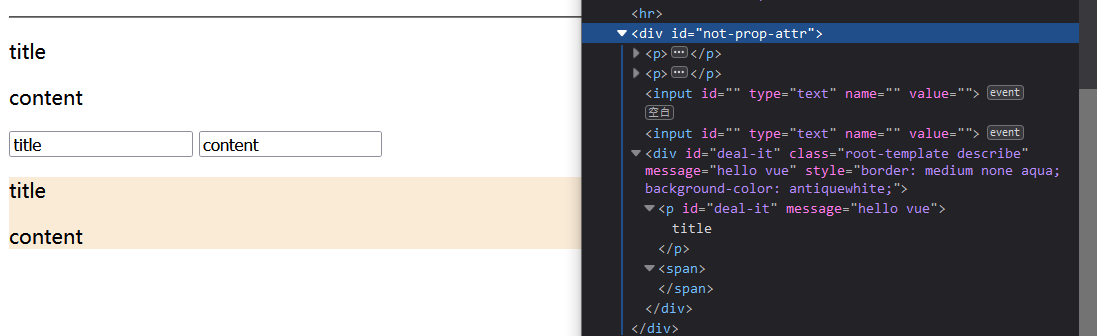 title
content
title content
title
content
<hr>
<div id="not-prop-attr">
<p> ··· </p>
<p> ··· </p>
<input id="" type="text" name="" value=""> event
空白
<input id="" type="text" name="" value=""> event
<div id="deal-it" class="root-template describe"
message="hello vue" style="border: medium none aqua;
background-color: antiquewhite;">
<p id="deal-it" message="hello vue">
title
</p>
<span>
</span>
</div>
</div>